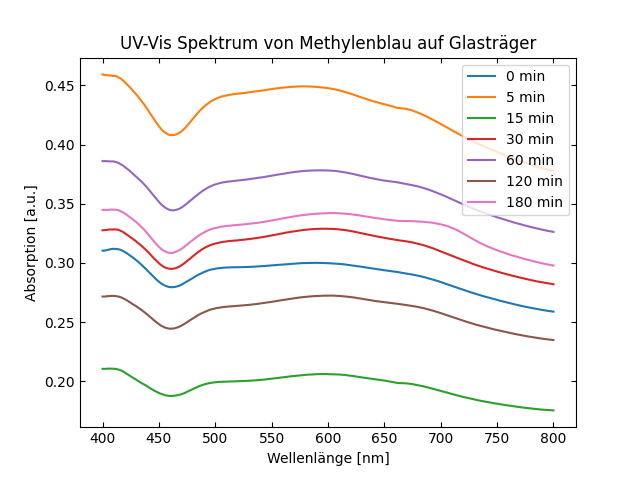 UV-Vis Spektrum von Methylenblau auf Glasträger
0 min
5 min
15 min
30 min
60 min
120 min
180 min
0.45
0.40
0.35
0.30
0.25
0.20
Absorption [a.u.]
400 450 500 550 600 650 700 750 800
Wellenlänge [nm]